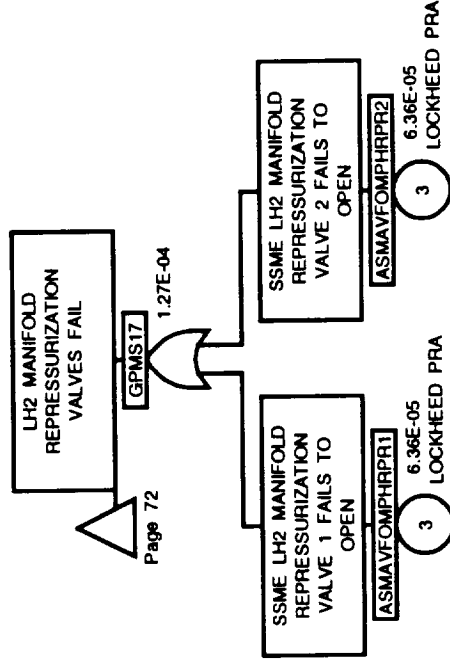 LH2 MANIFOLD
REPRESSURIZATION
VALVES FAIL
GPMS17
1.27E-04
Page 72
SSME LH2 MANIFOLD
REPRESSURIZATION
VALVE 1 FAILS TO
OPEN
ASMAVFOMPHRPR1
6.36E-05
LOCKHEED PRA
3
SSME LH2 MANIFOLD
REPRESSURIZATION
VALVE 2 FAILS TO
OPEN
ASMAVFOMPHRPR2
6.36E-05
LOCKHEED PRA
3